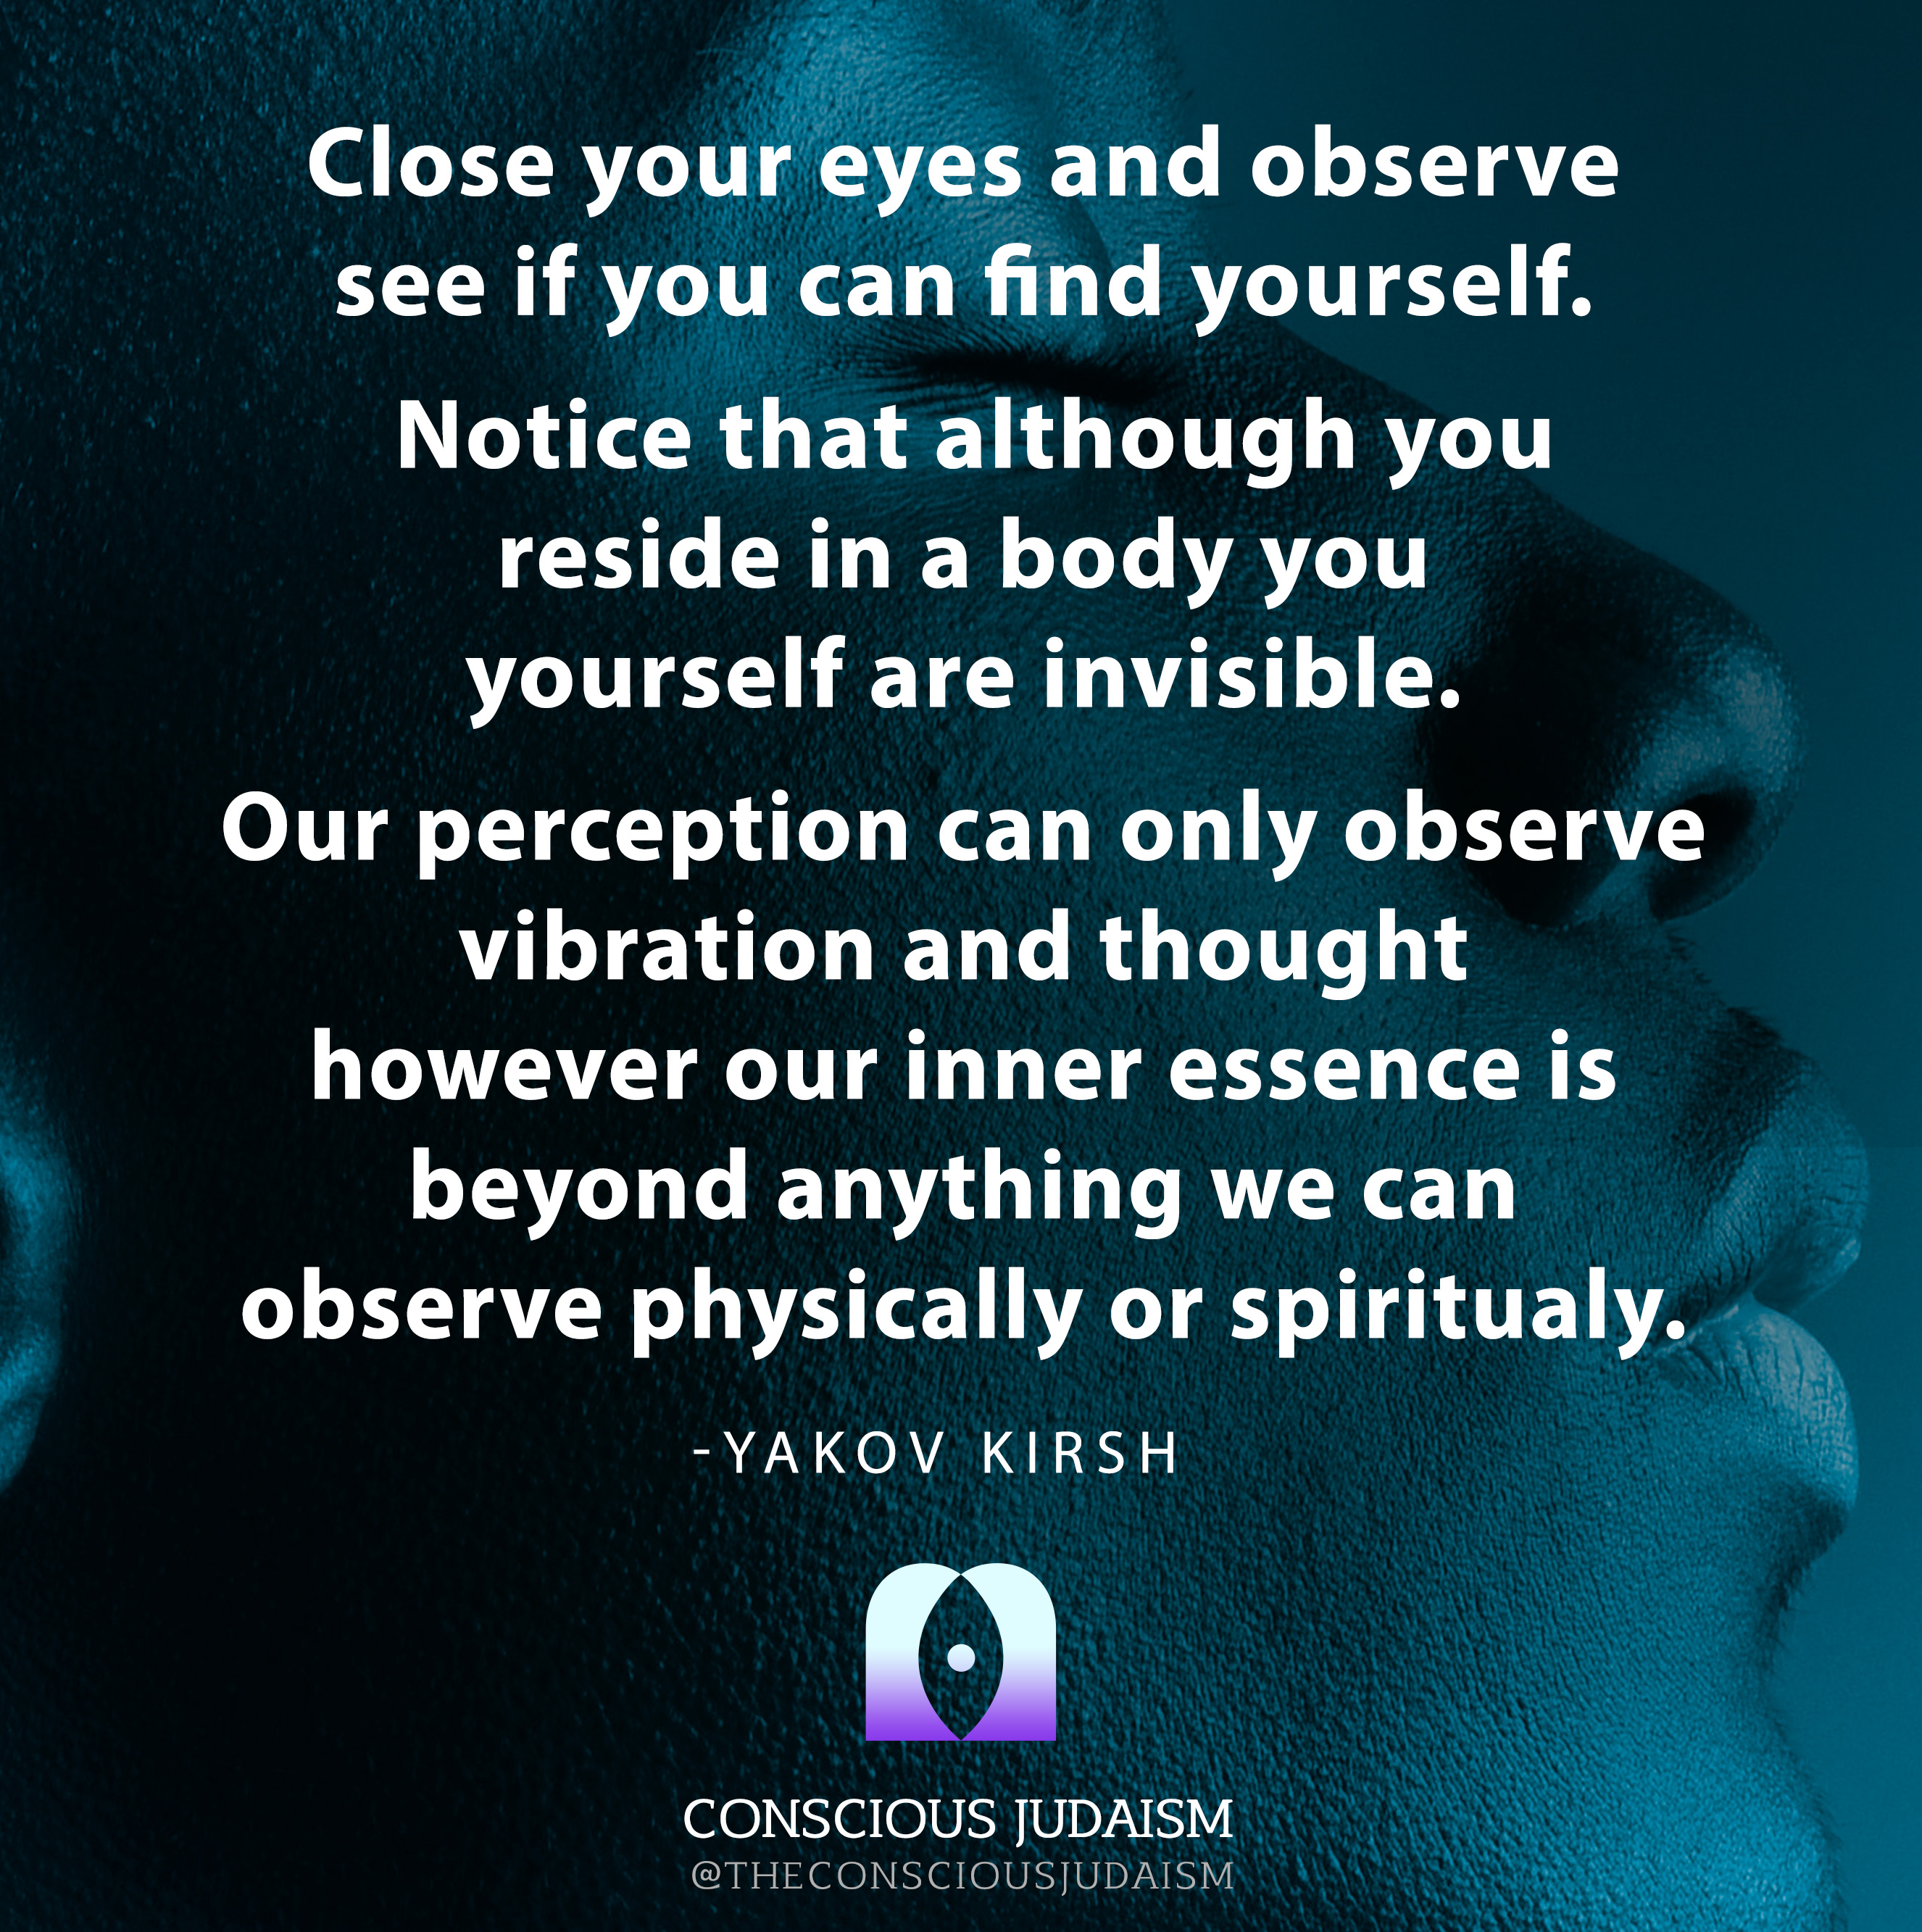 Close your eyes and observe
see if you can find yourself.
Notice that although you
reside in a body you
yourself are invisible.
Our perception can only observe
vibration and thought
however our inner essence is
beyond anything we can
observe physically or spiritualy.
-YAKOV KIRSH
CONSCIOUS JUDAISM
@THECONSCIOUSJUDAISM